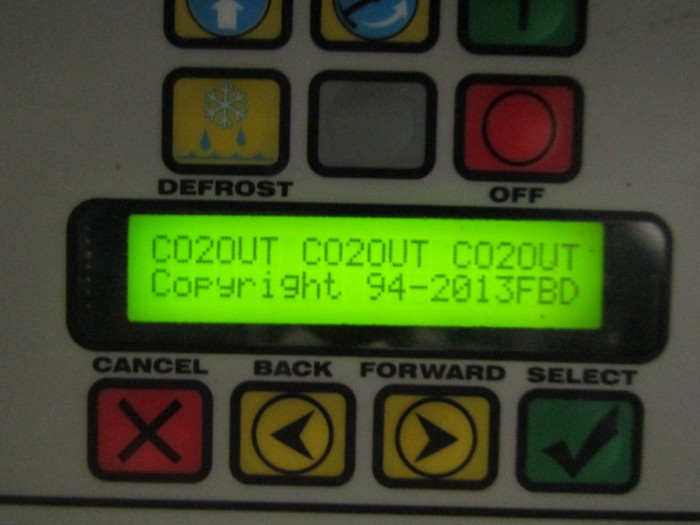 DEFROST
OFF
CO2OUT CO2OUT CO2OUT
Copyright 94-2013FBD
CANCEL BACK FORWARD SELECT